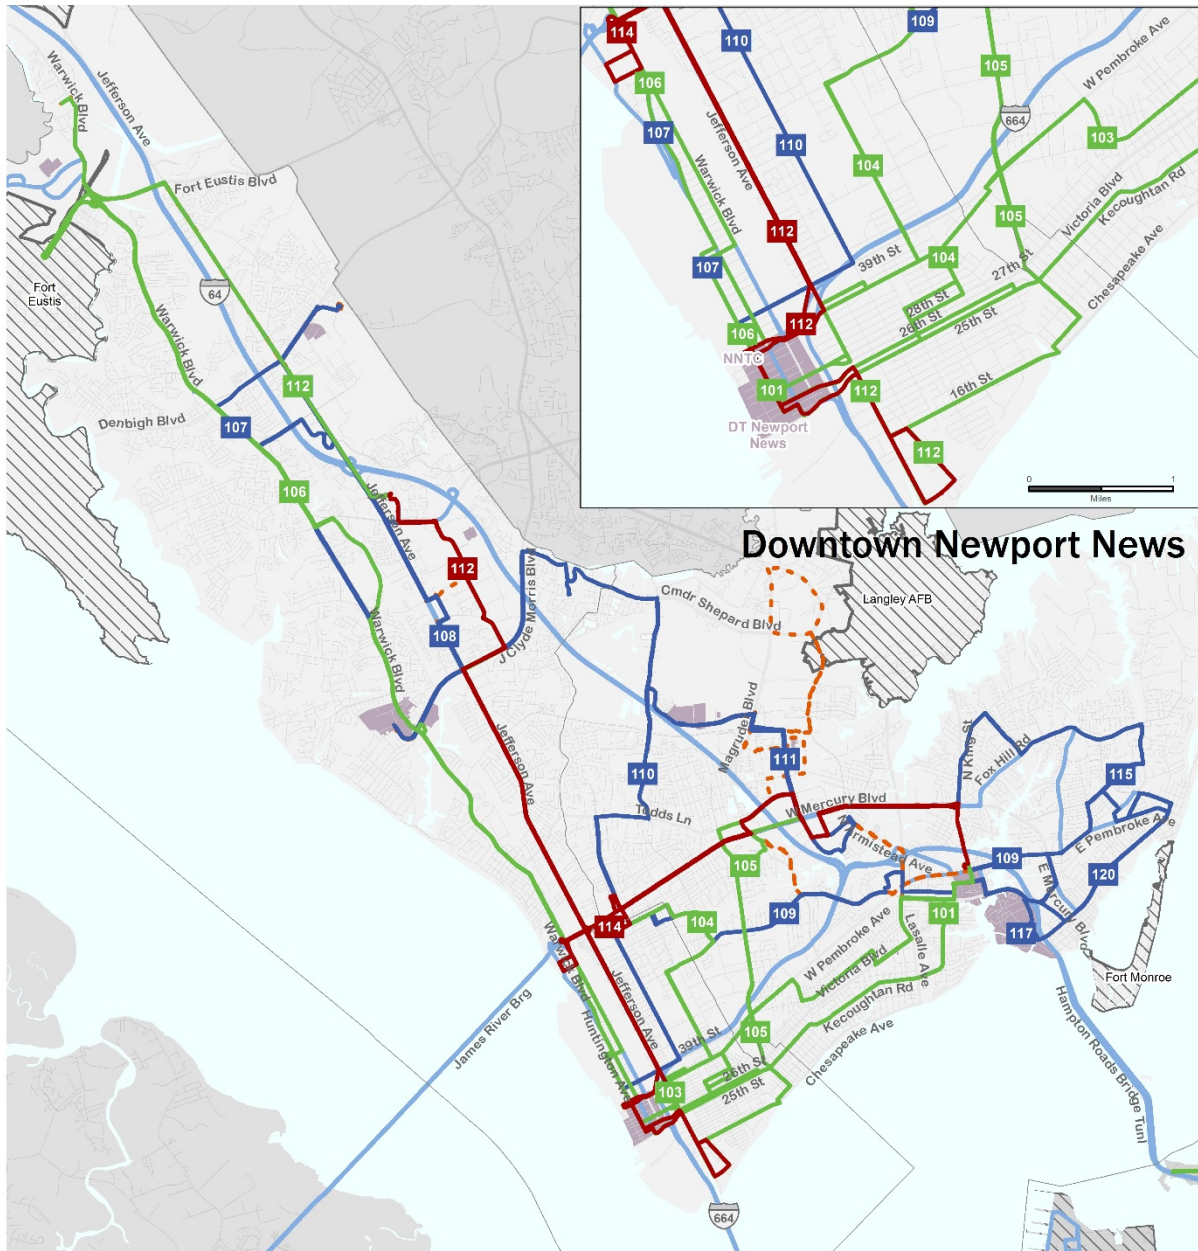 Warwick Blvd
Jefferson Ave
Fort Eustis Blvd
Fort
Eustis
64
Warwick Blvd
112
Denbigh Blvd
107
106
Jefferson Ave
112
108
J Clyde Morris Blvd
Warwick Blvd
Jefferson Ave
114
110
109
106
105
W Pembroke Ave
664
107
Jefferson Ave
110
103
104
Warwick Blvd
Victoria Blvd
Kecoughtan Rd
105
112
39th St
104
27th St
Chesapeake Ave
107
28th St
26th St
25th St
106
112
NNTC
101
112
16th St
DT Newport
News
112
0
1
Miles
Downtown Newport News
Cmdr Shepard Blvd
Langley AFB
Magruder Blvd
N King St
Fox Hill Rd
110
111
115
W Mercury Blvd
Todds Ln
N Armistead Ave
E Pembroke Ave
105
109
120
E Mercury Blvd
114
104
109
101
W Pembroke Ave
Lasalle Ave
117
Victoria Blvd
Warwick Blvd
Jefferson Ave
Kecoughtan Rd
Fort Monroe
James River Brg
Huntington Ave
39th St
105
Chesapeake Ave
Hampton Roads Bridge Tunl
26th St
103
25th St
664